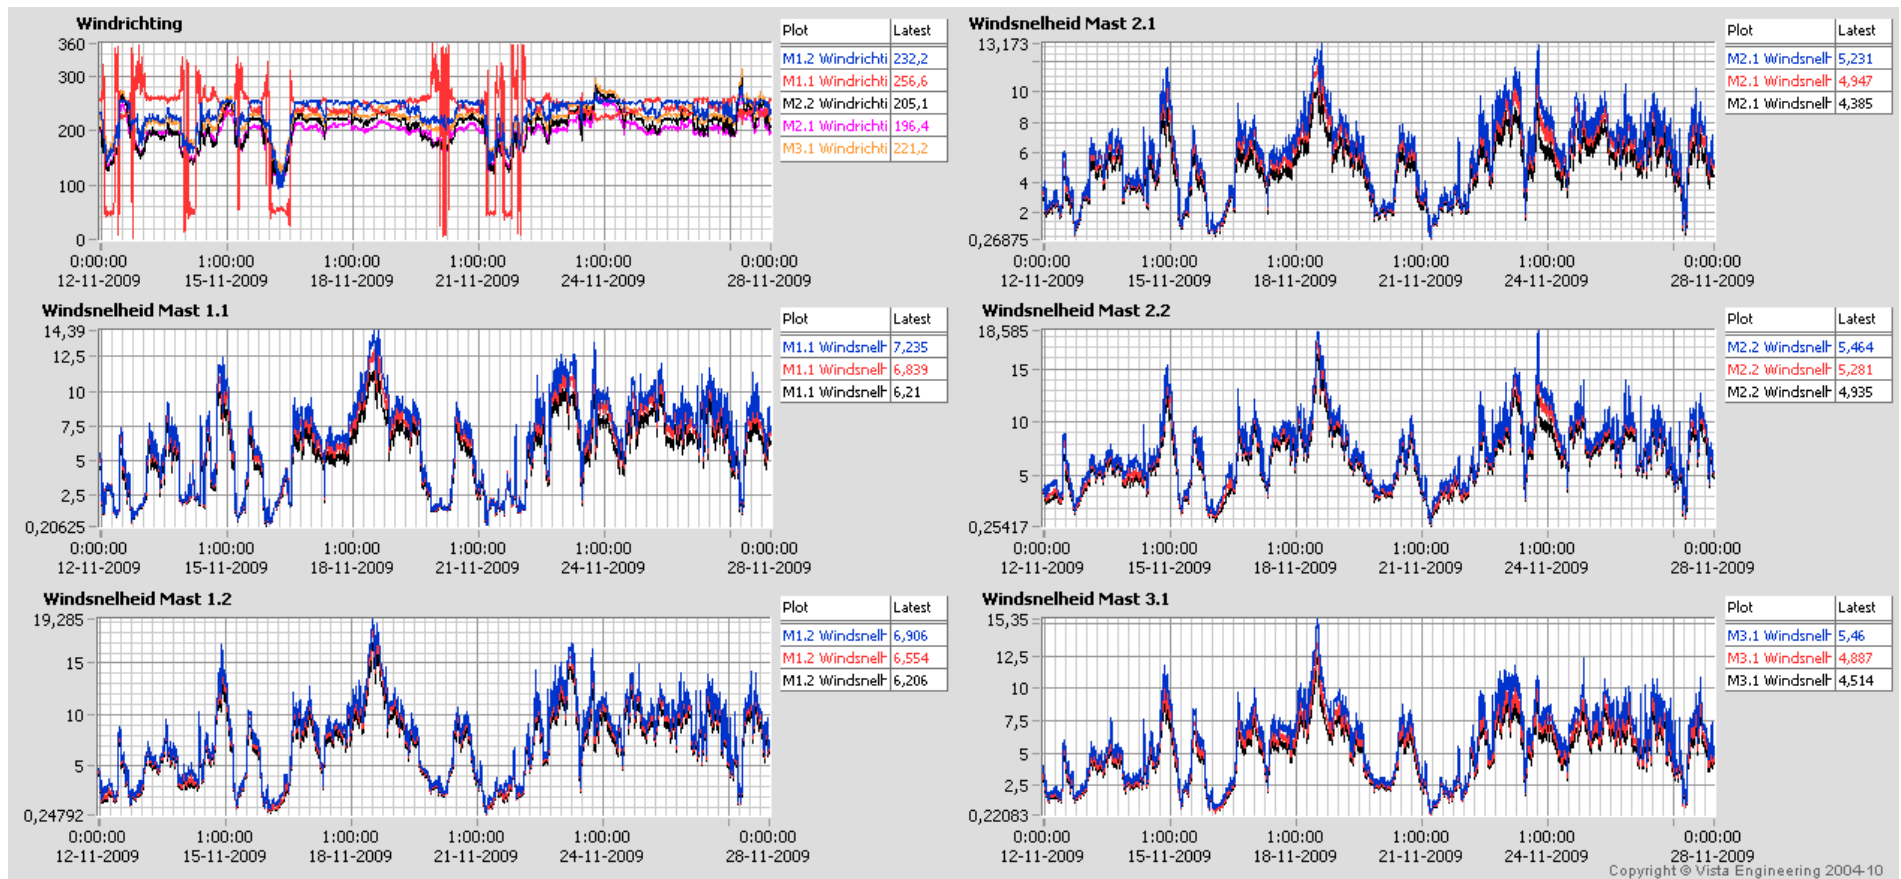 Windrichting
360
300
200
100
0
0:00:00 1:00:00 1:00:00 1:00:00 1:00:00 0:00:00
12-11-2009 15-11-2009 18-11-2009 21-11-2009 24-11-2009 28-11-2009
Plot Latest
M1.2 Windrichti 232,2
M1.1 Windrichti 256,6
M2.2 Windrichti 205,1
M2.1 Windrichti 196,4
M3.1 Windrichti 221,2
Windsnelheid Mast 2.1
13,173
10
8
6
4
2
0,26875
0:00:00 1:00:00 1:00:00 1:00:00 1:00:00 0:00:00
12-11-2009 15-11-2009 18-11-2009 21-11-2009 24-11-2009 28-11-2009
Plot Latest
M2.1 Windsnelh 5,231
M2.1 Windsnelh 4,947
M2.1 Windsnelh 4,385
Windsnelheid Mast 1.1
14,39
12,5
10
7,5
5
2,5
0,20625
0:00:00 1:00:00 1:00:00 1:00:00 1:00:00 0:00:00
12-11-2009 15-11-2009 18-11-2009 21-11-2009 24-11-2009 28-11-2009
Plot Latest
M1.1 Windsnelh 7,235
M1.1 Windsnelh 6,839
M1.1 Windsnelh 6,21
Windsnelheid Mast 2.2
18,585
15
10
5
0,25417
0:00:00 1:00:00 1:00:00 1:00:00 1:00:00 0:00:00
12-11-2009 15-11-2009 18-11-2009 21-11-2009 24-11-2009 28-11-2009
Plot Latest
M2.2 Windsnelh 5,464
M2.2 Windsnelh 5,281
M2.2 Windsnelh 4,935
Windsnelheid Mast 1.2
19,285
15
10
5
0,24792
0:00:00 1:00:00 1:00:00 1:00:00 1:00:00 0:00:00
12-11-2009 15-11-2009 18-11-2009 21-11-2009 24-11-2009 28-11-2009
Plot Latest
M1.2 Windsnelh 6,906
M1.2 Windsnelh 6,554
M1.2 Windsnelh 6,206
Windsnelheid Mast 3.1
15,35
12,5
10
7,5
5
2,5
0,22083
0:00:00 1:00:00 1:00:00 1:00:00 1:00:00 0:00:00
12-11-2009 15-11-2009 18-11-2009 21-11-2009 24-11-2009 28-11-2009
Plot Latest
M3.1 Windsnelh 5,46
M3.1 Windsnelh 4,887
M3.1 Windsnelh 4,514
Copyright © Vista Engineering 2004-10